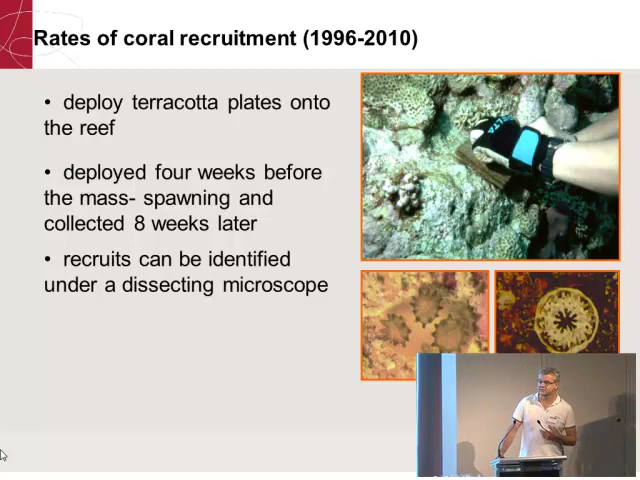 Rates of coral recruitment (1996-2010)
• deploy terracotta plates onto
the reef
• deployed four weeks before
the mass- spawning and
collected 8 weeks later
• recruits can be identified
under a dissecting microscope
DELTA